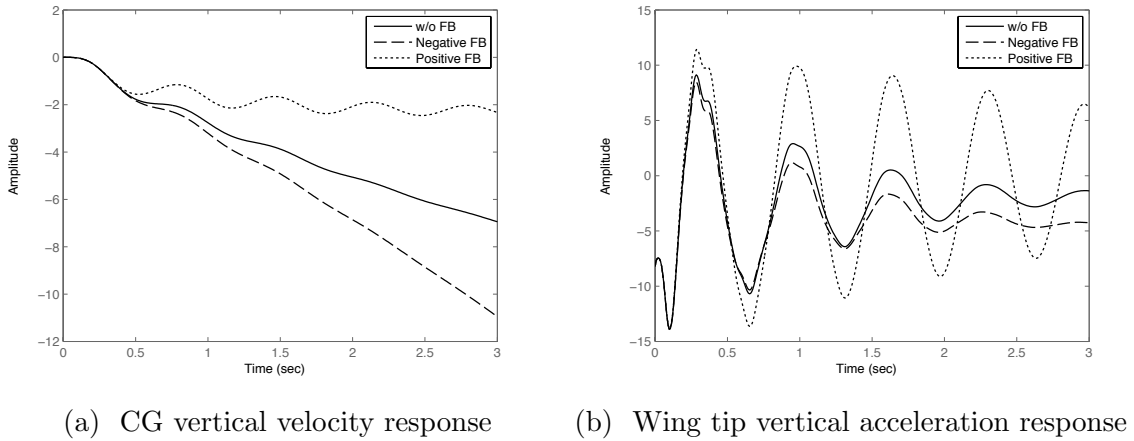 2
0
−2
−4
−6
−8
−10
−12
0
0.5
1
1.5
2
2.5
3
Amplitude
Time (sec)
w/o FB
Negative FB
Positive FB
(a) CG vertical velocity response
15
10
5
0
−5
−10
−15
0
0.5
1
1.5
2
2.5
3
Amplitude
Time (sec)
w/o FB
Negative FB
Positive FB
(b) Wing tip vertical acceleration response